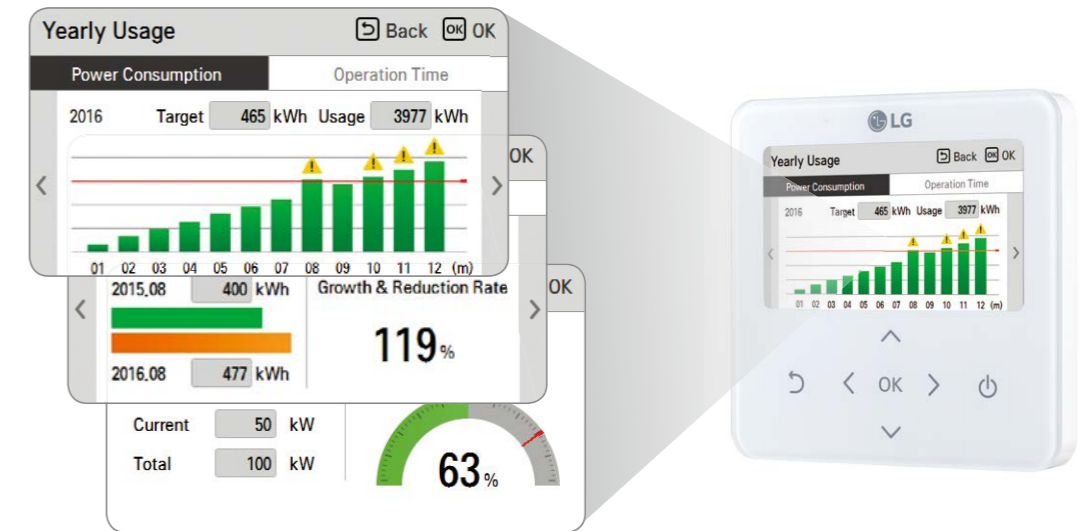 Yearly Usage Back OK OK
Power Consumption Operation Time
2016 Target 465 kWh Usage 3977 kWh
01 02 03 04 05 06 07 08 09 10 11 12 (m)
OK
2015.08 400 kWh Growth & Reduction Rate
119%
2016.08 477 kWh
OK
Current 50 kW
Total 100 kW
63%
LG
Yearly Usage Back OK OK
Power Consumption Operation Time
2016 Target 465 kWh Usage 3977 kWh
01 02 03 04 05 06 07 08 09 10 11 12 (m)
OK